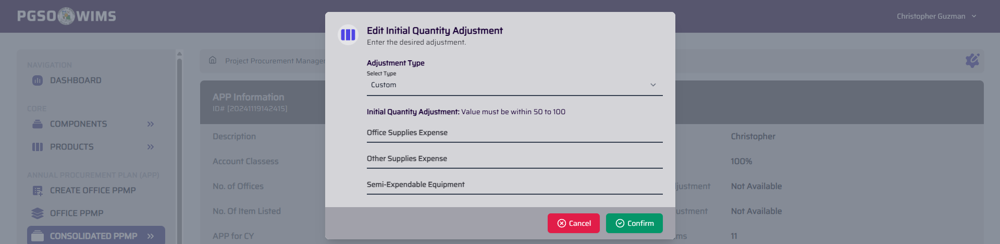 PGSO WIMS
Christopher Guzman
NAVIGATION
DASHBOARD
CORE
COMPONENTS
PRODUCTS
ANNUAL PROCUREMENT PLAN (APP)
CREATE OFFICE PPMP
OFFICE PPMP
CONSOLIDATED PPMP
Project Procurement
APP Information
ID# [20241119142415]
Description
Christopher
Account Classess
100%
No. of Offices
Not Available
No. Of Item Listed
Not Available
APP for CY
11
Edit Initial Quantity Adjustment
Enter the desired adjustment.
Adjustment Type
Select Type
Custom
Initial Quantity Adjustment: Value must be within 50 to 100
Office Supplies Expense
Other Supplies Expense
Semi-Expendable Equipment
Cancel
Confirm